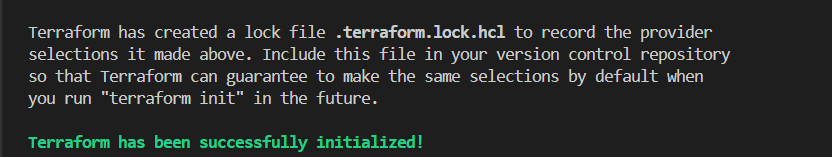 Terraform has created a lock file .terraform.lock.hcl to record the provider
selections it made above. Include this file in your version control repository
so that Terraform can guarantee to make the same selections by default when
you run "terraform init" in the future.
Terraform has been successfully initialized!